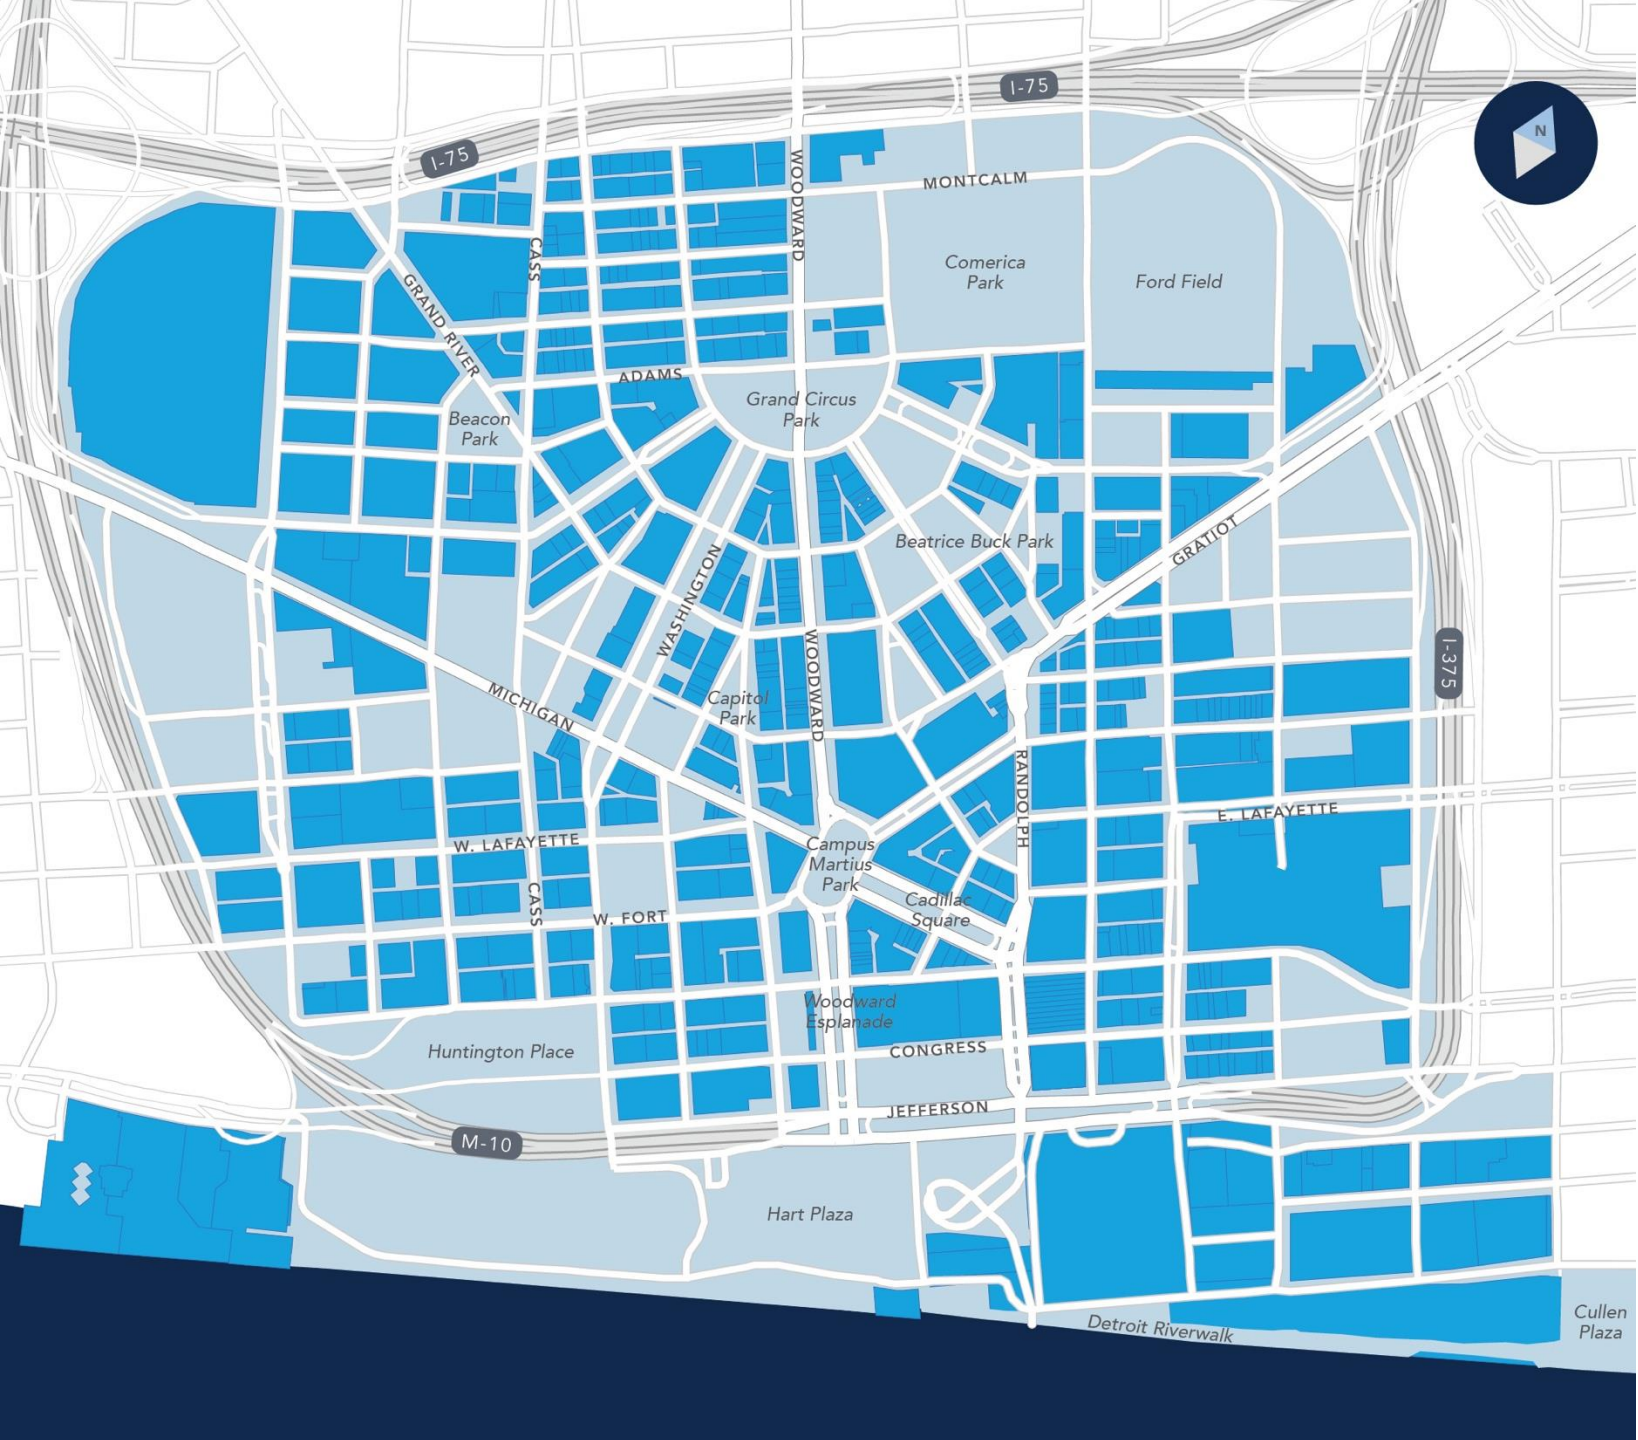 I-75
I-75
N
WOODWARD
MONTCALM
CASS
Comerica
Park
Ford Field
GRAND RIVER
ADAMS
Grand Circus
Park
Beacon
Park
Beatrice Buck Park
GRATIOT
WASHINGTON
I-375
WOODWARD
MICHIGAN
Capitol
Park
RANDOLPH
E. LAFAYETTE
W. LAFAYETTE
Campus
Martius
Park
CASS
W. FORT
Cadillac
Square
Woodward
Esplanade
Huntington Place
CONGRESS
JEFFERSON
M-10
Hart Plaza
Detroit Riverwalk
Cullen
Plaza